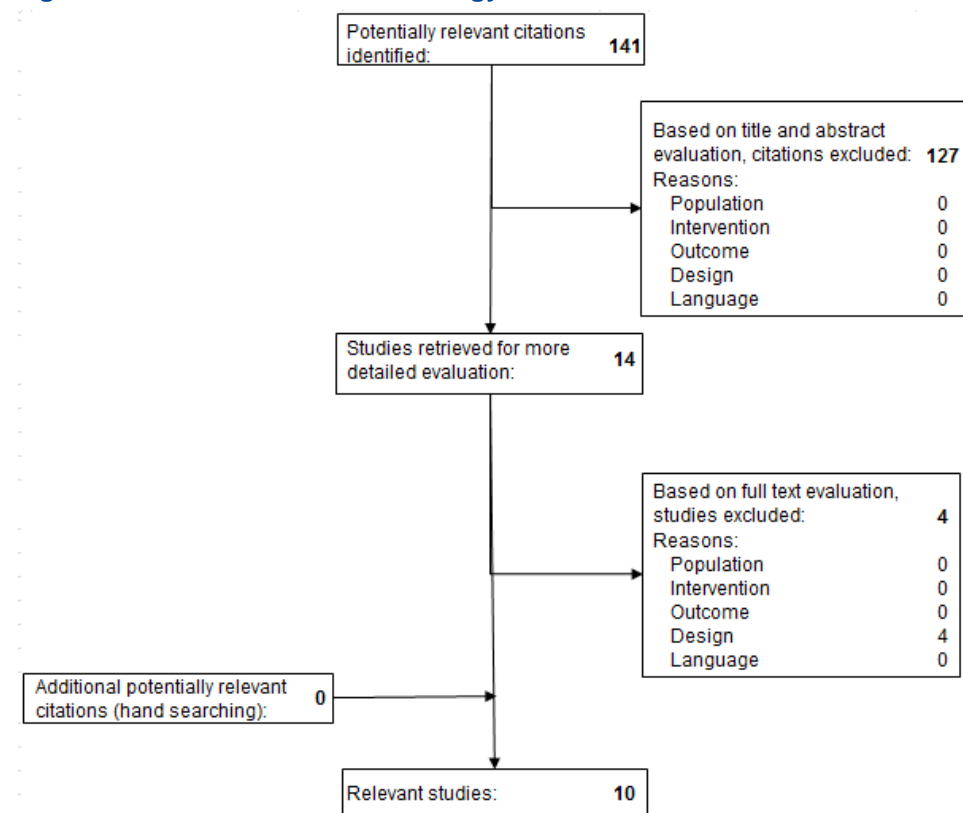 Potentially relevant citations
identified: 141
Based on title and abstract
evaluation, citations excluded: 127
Reasons:
Population 0
Intervention 0
Outcome 0
Design 0
Language 0
Studies retrieved for more
detailed evaluation: 14
Based on full text evaluation,
studies excluded: 4
Reasons:
Population 0
Intervention 0
Outcome 0
Design 4
Language 0
Additional potentially relevant
citations (hand searching): 0
Relevant studies: 10